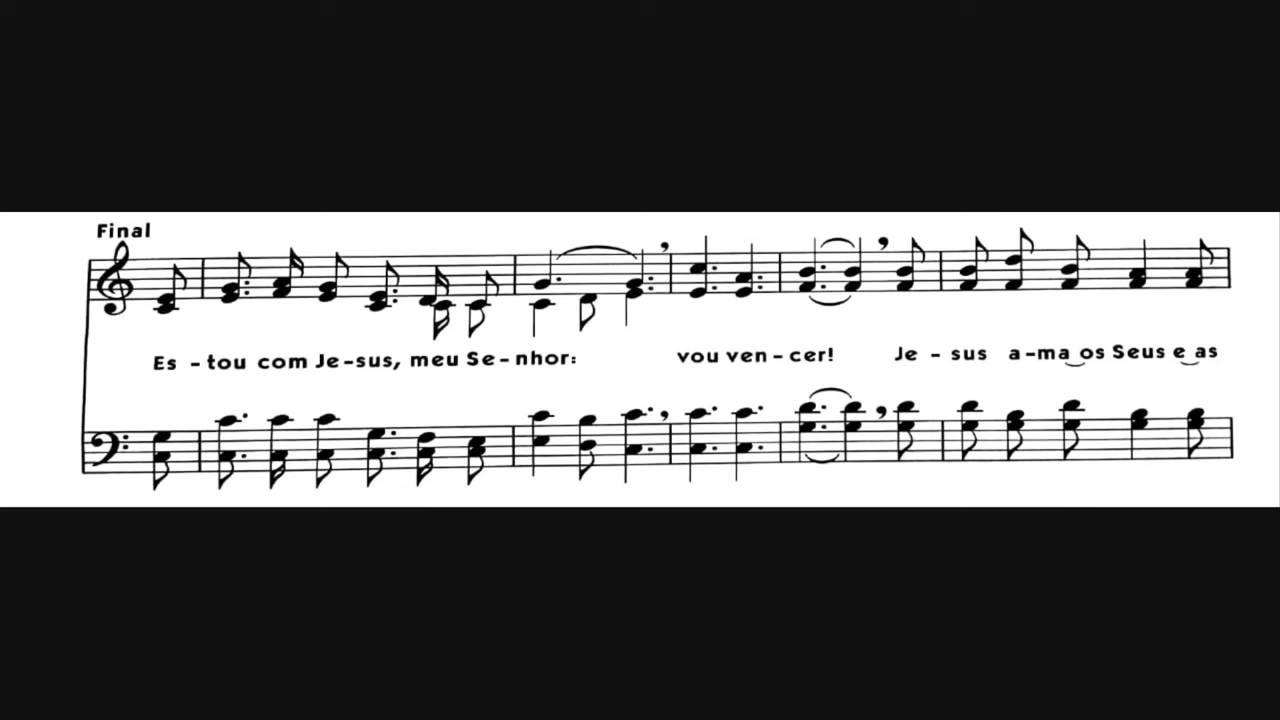 Final
Es - tou com Je - sus, meu Se - nhor: vou ven - cer! Je - sus a - ma os Seus e as